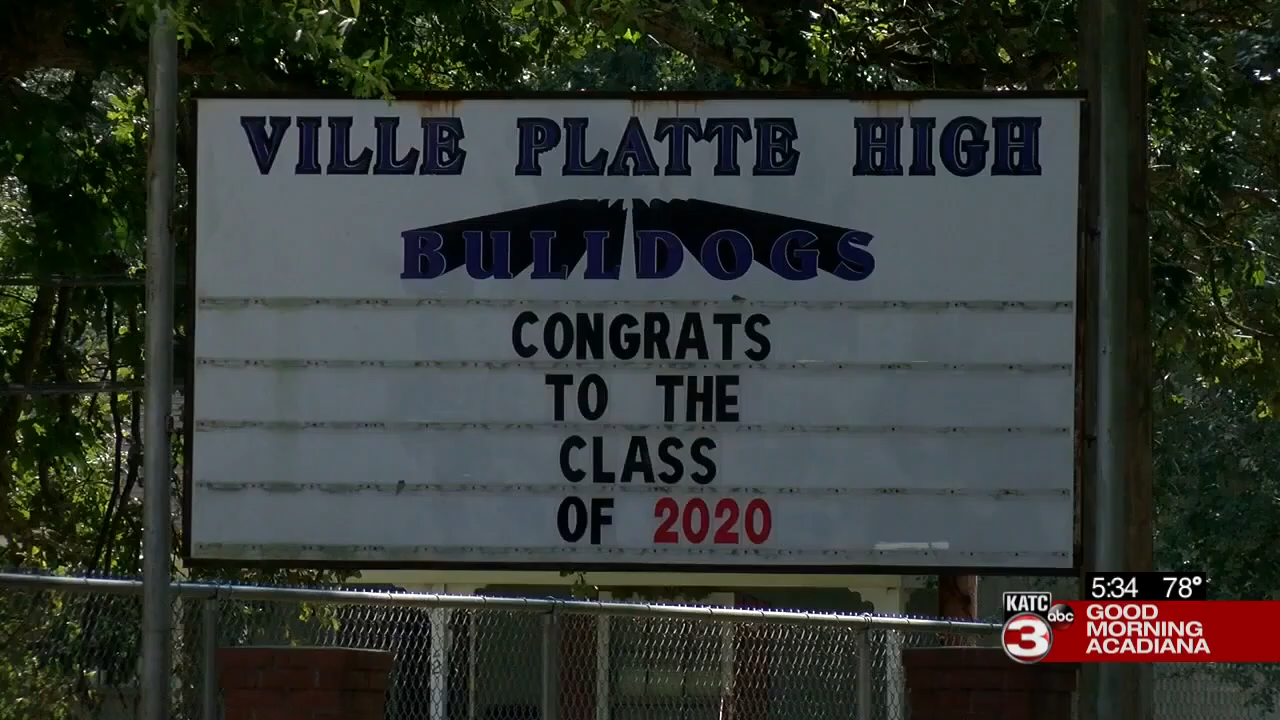 VILLE PLATTE HIGH
BULLDOGS
CONGRATS
TO THE
CLASS
OF 2020
5:34 78°
KATC
abc
3
GOOD
MORNING
ACADIANA